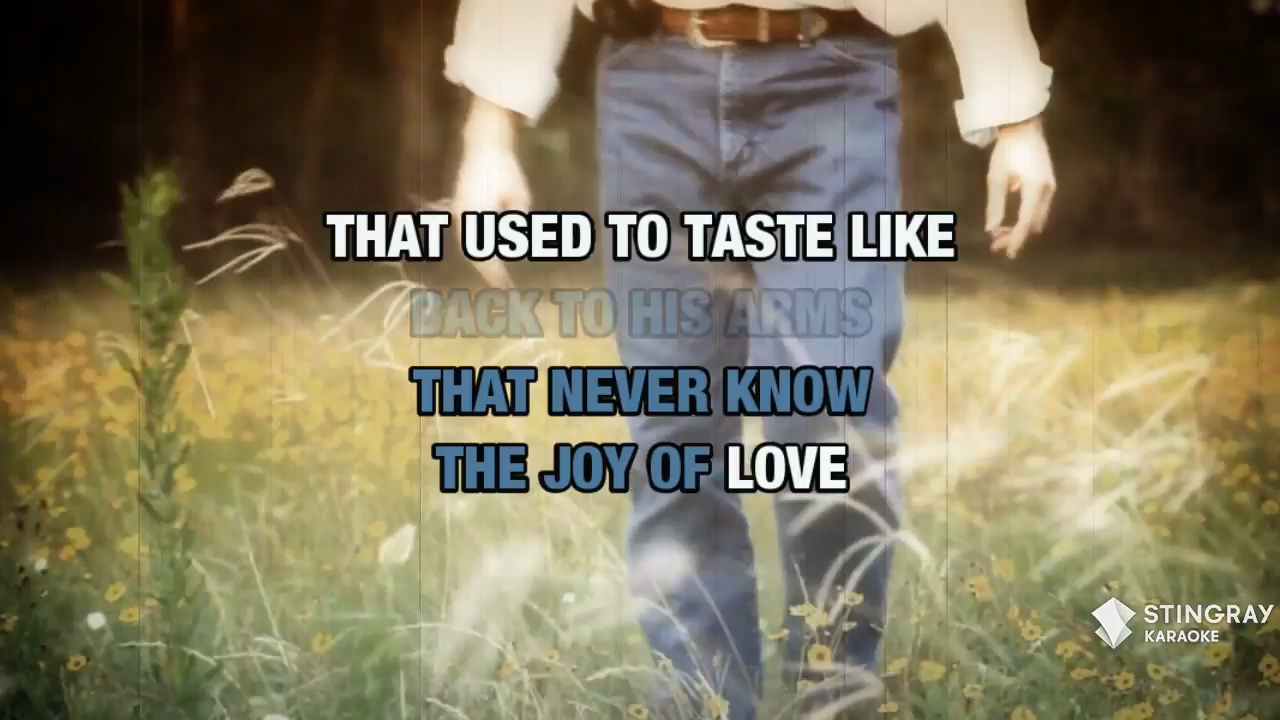 THAT USED TO TASTE LIKE
BACK TO HIS ARMS
THAT NEVER KNOW
THE JOY OF LOVE
STINGRAY
KARAOKE